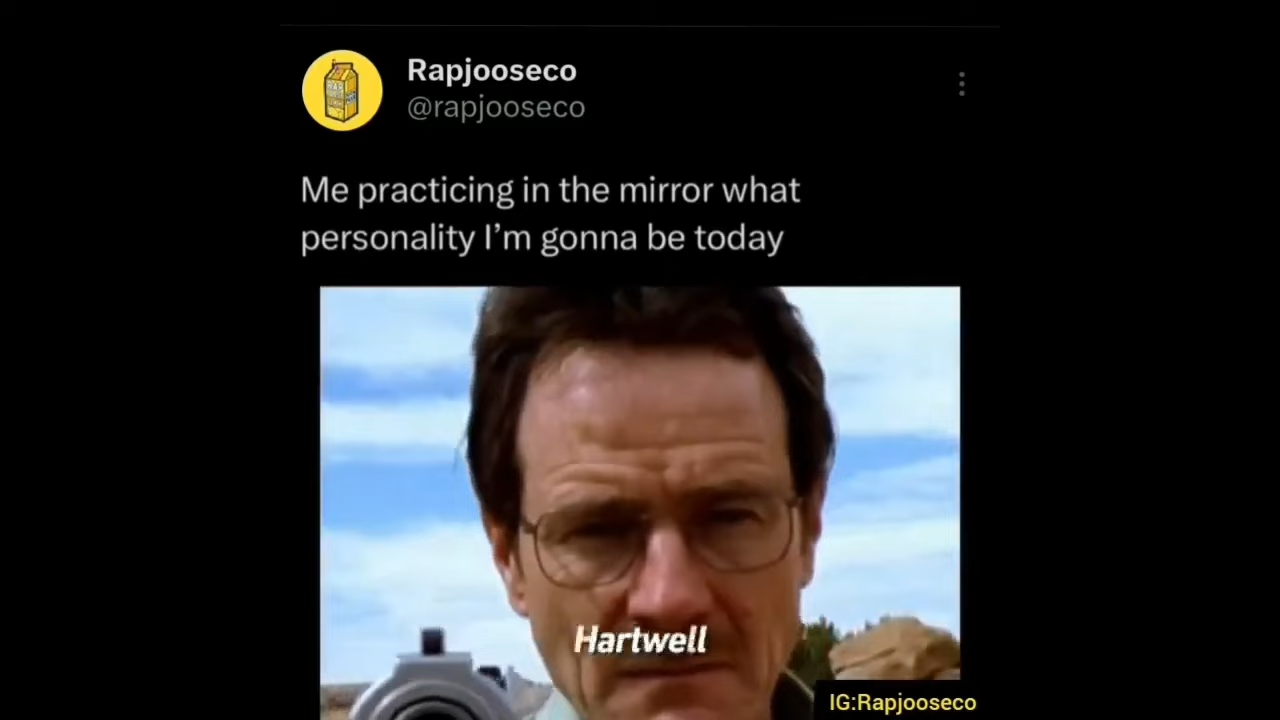 Rapjooseco
@rapjooseco
Me practicing in the mirror what
personality I’m gonna be today
Hartwell
IG:Rapjooseco